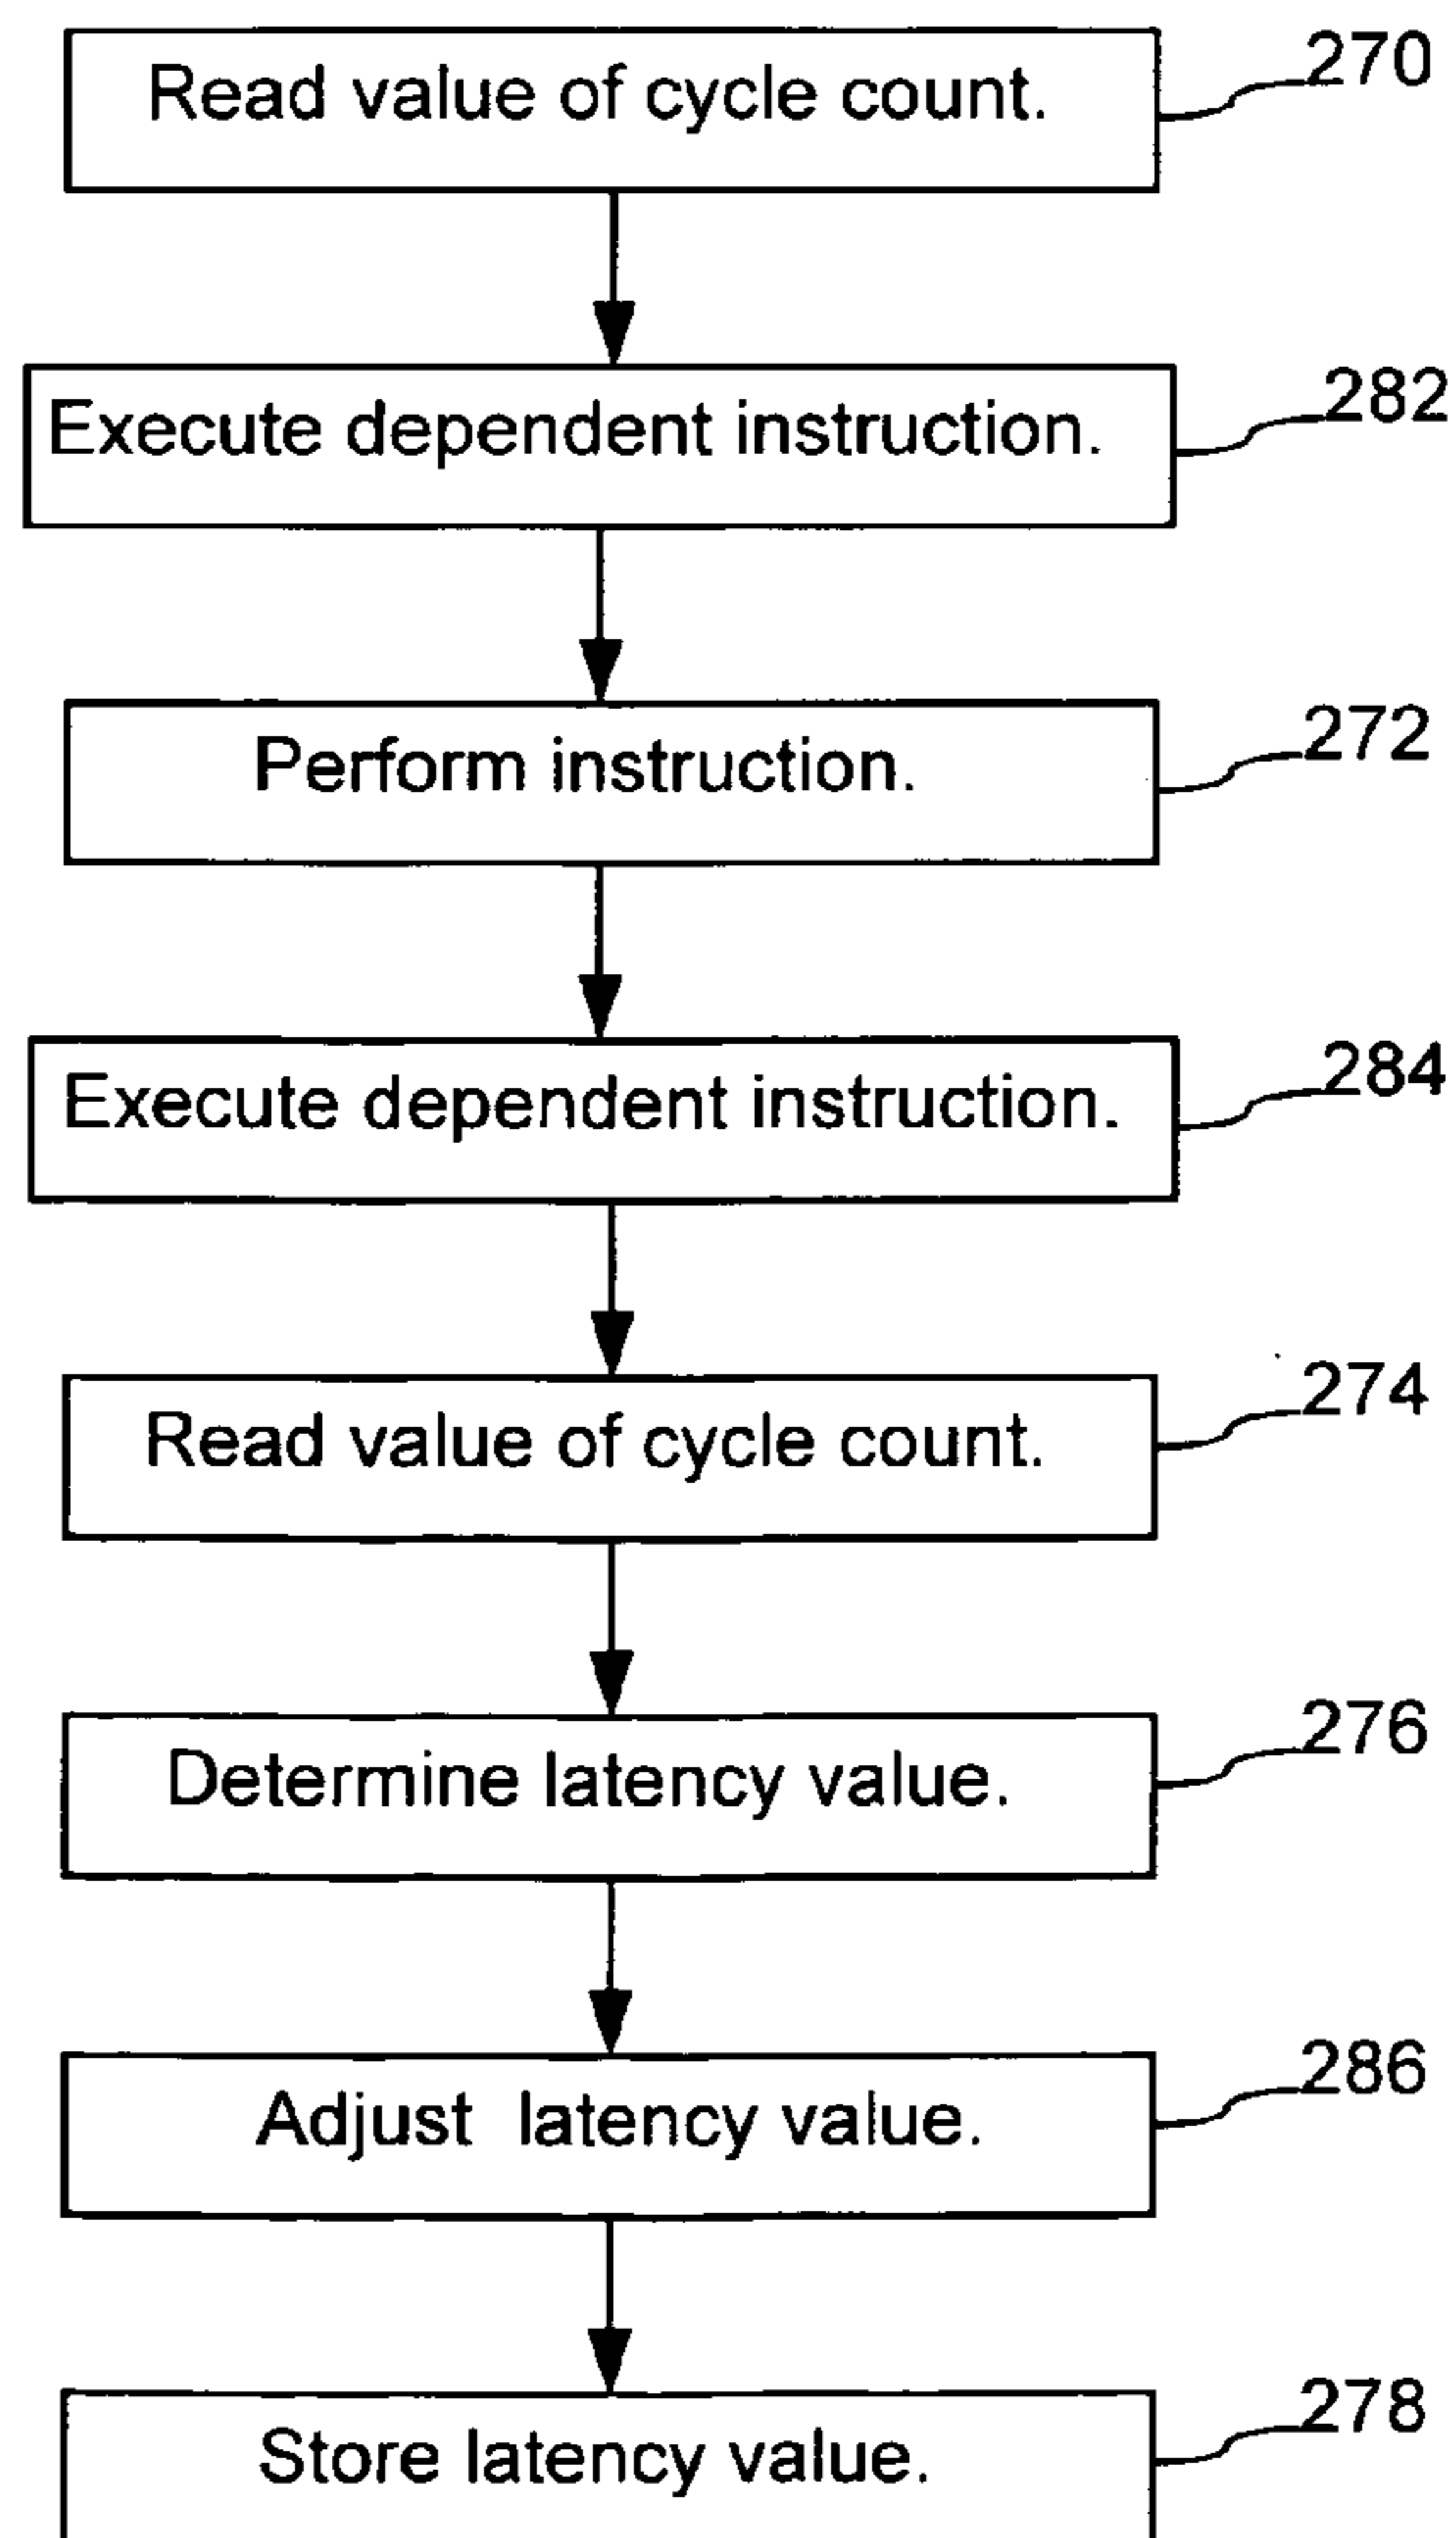 Read value of cycle count.
270
Execute dependent instruction.
282
Perform instruction.
272
Execute dependent instruction.
284
Read value of cycle count.
274
Determine latency value.
276
Adjust latency value.
286
Store latency value.
278